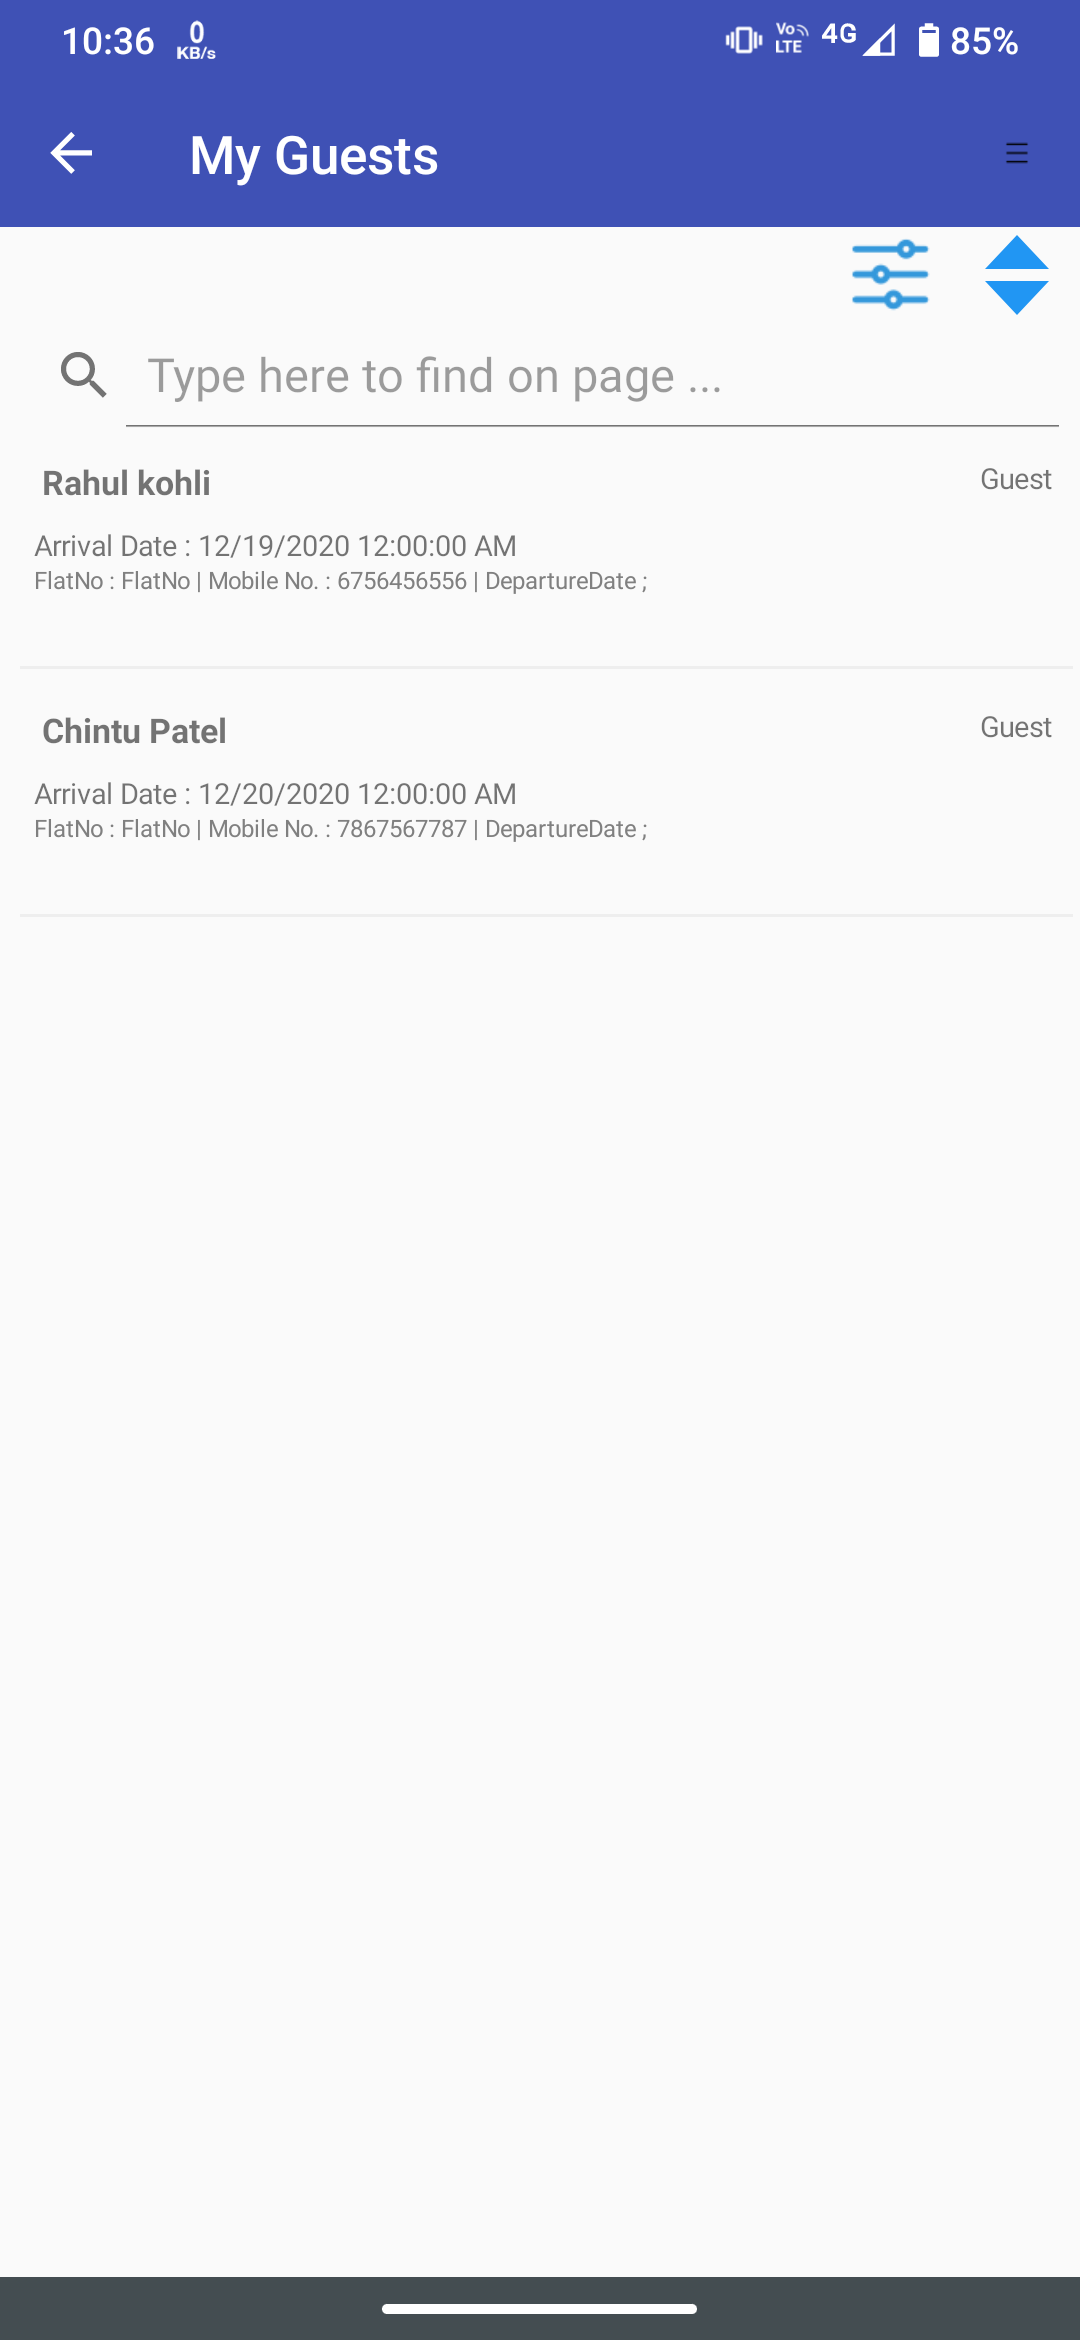 10:36 0 KB/s Vo LTE 4G 85%
My Guests
Type here to find on page ...
Rahul kohli Guest
Arrival Date : 12/19/2020 12:00:00 AM
FlatNo : FlatNo | Mobile No. : 6756456556 | DepartureDate ;
Chintu Patel Guest
Arrival Date : 12/20/2020 12:00:00 AM
FlatNo : FlatNo | Mobile No. : 7867567787 | DepartureDate ;